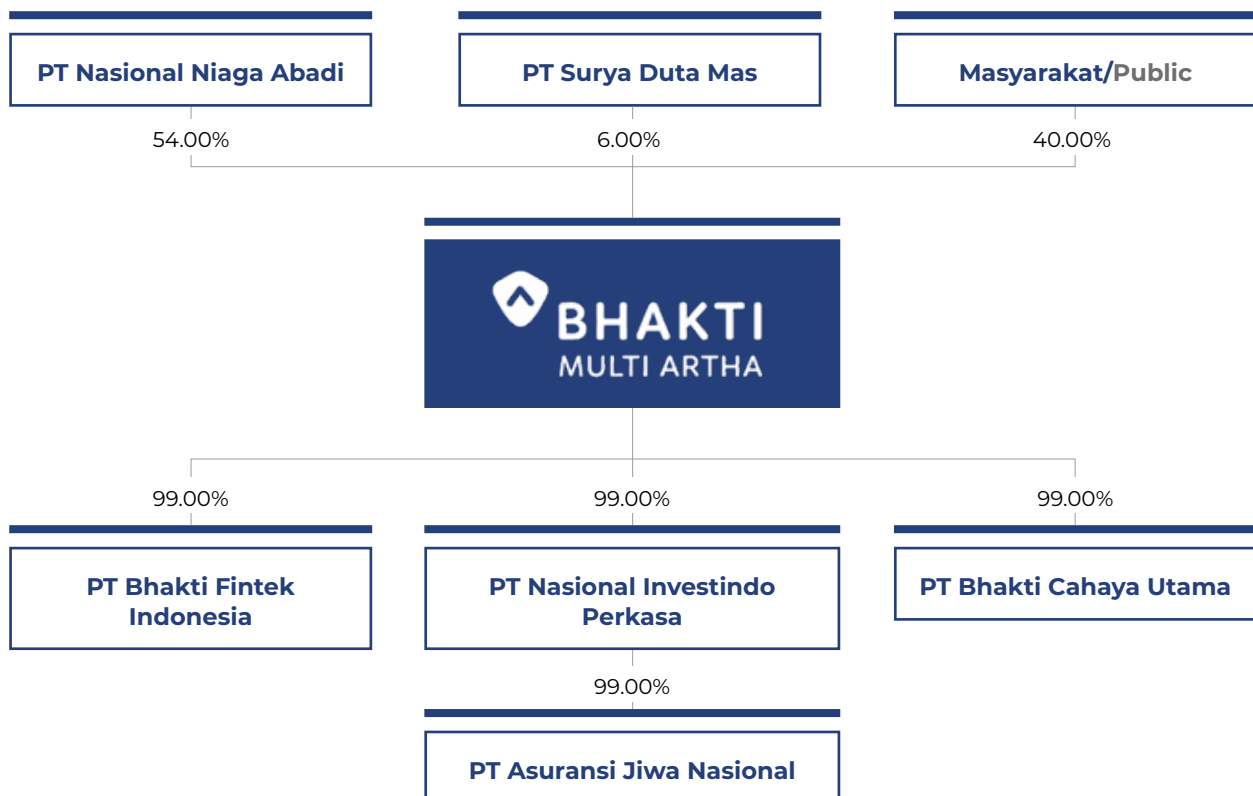 PT Nasional Niaga Abadi
PT Surya Duta Mas
Masyarakat/Public
54.00%
6.00%
40.00%
BHAKTI
MULTI ARTHA
99.00%
99.00%
99.00%
PT Bhakti Fintek
Indonesia
PT Nasional Investindo
Perkasa
PT Bhakti Cahaya Utama
99.00%
PT Asuransi Jiwa Nasional